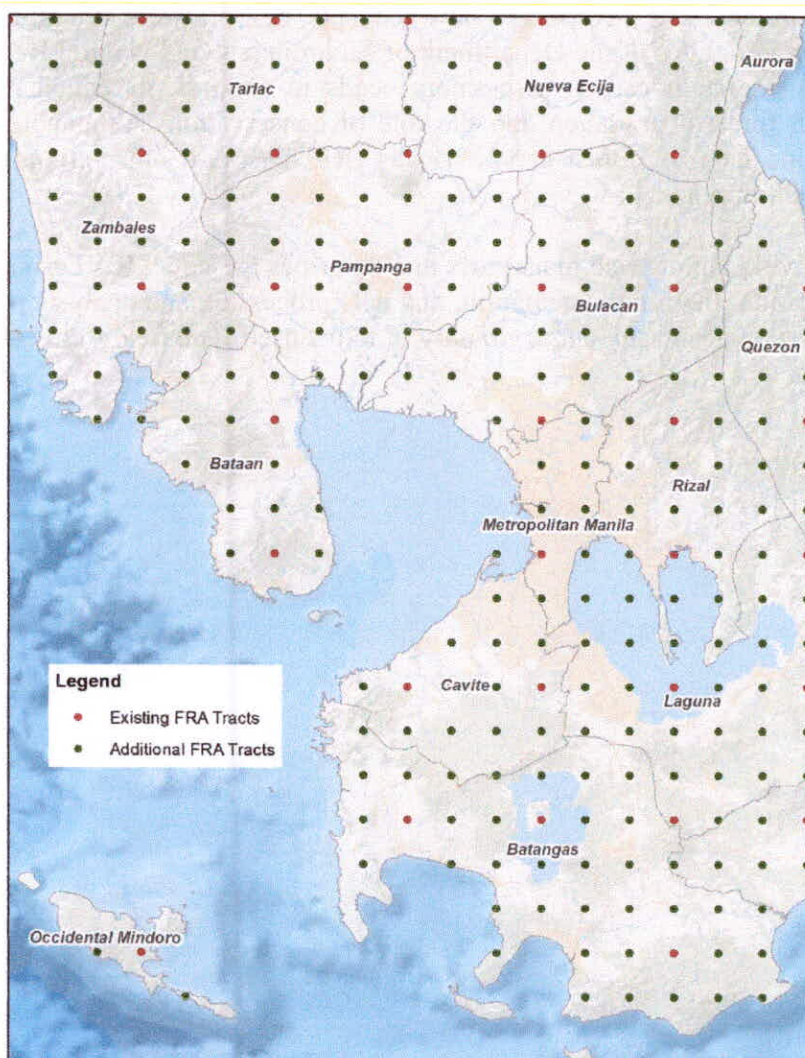 Aurora
Tarlac
Nueva Ecija
Zambales
Pampanga
Bulacan
Quezon
Bataan
Rizal
Metropolitan Manila
Legend
Existing FRA Tracts
Additional FRA Tracts
Cavite
Laguna
Batangas
Occidental Mindoro